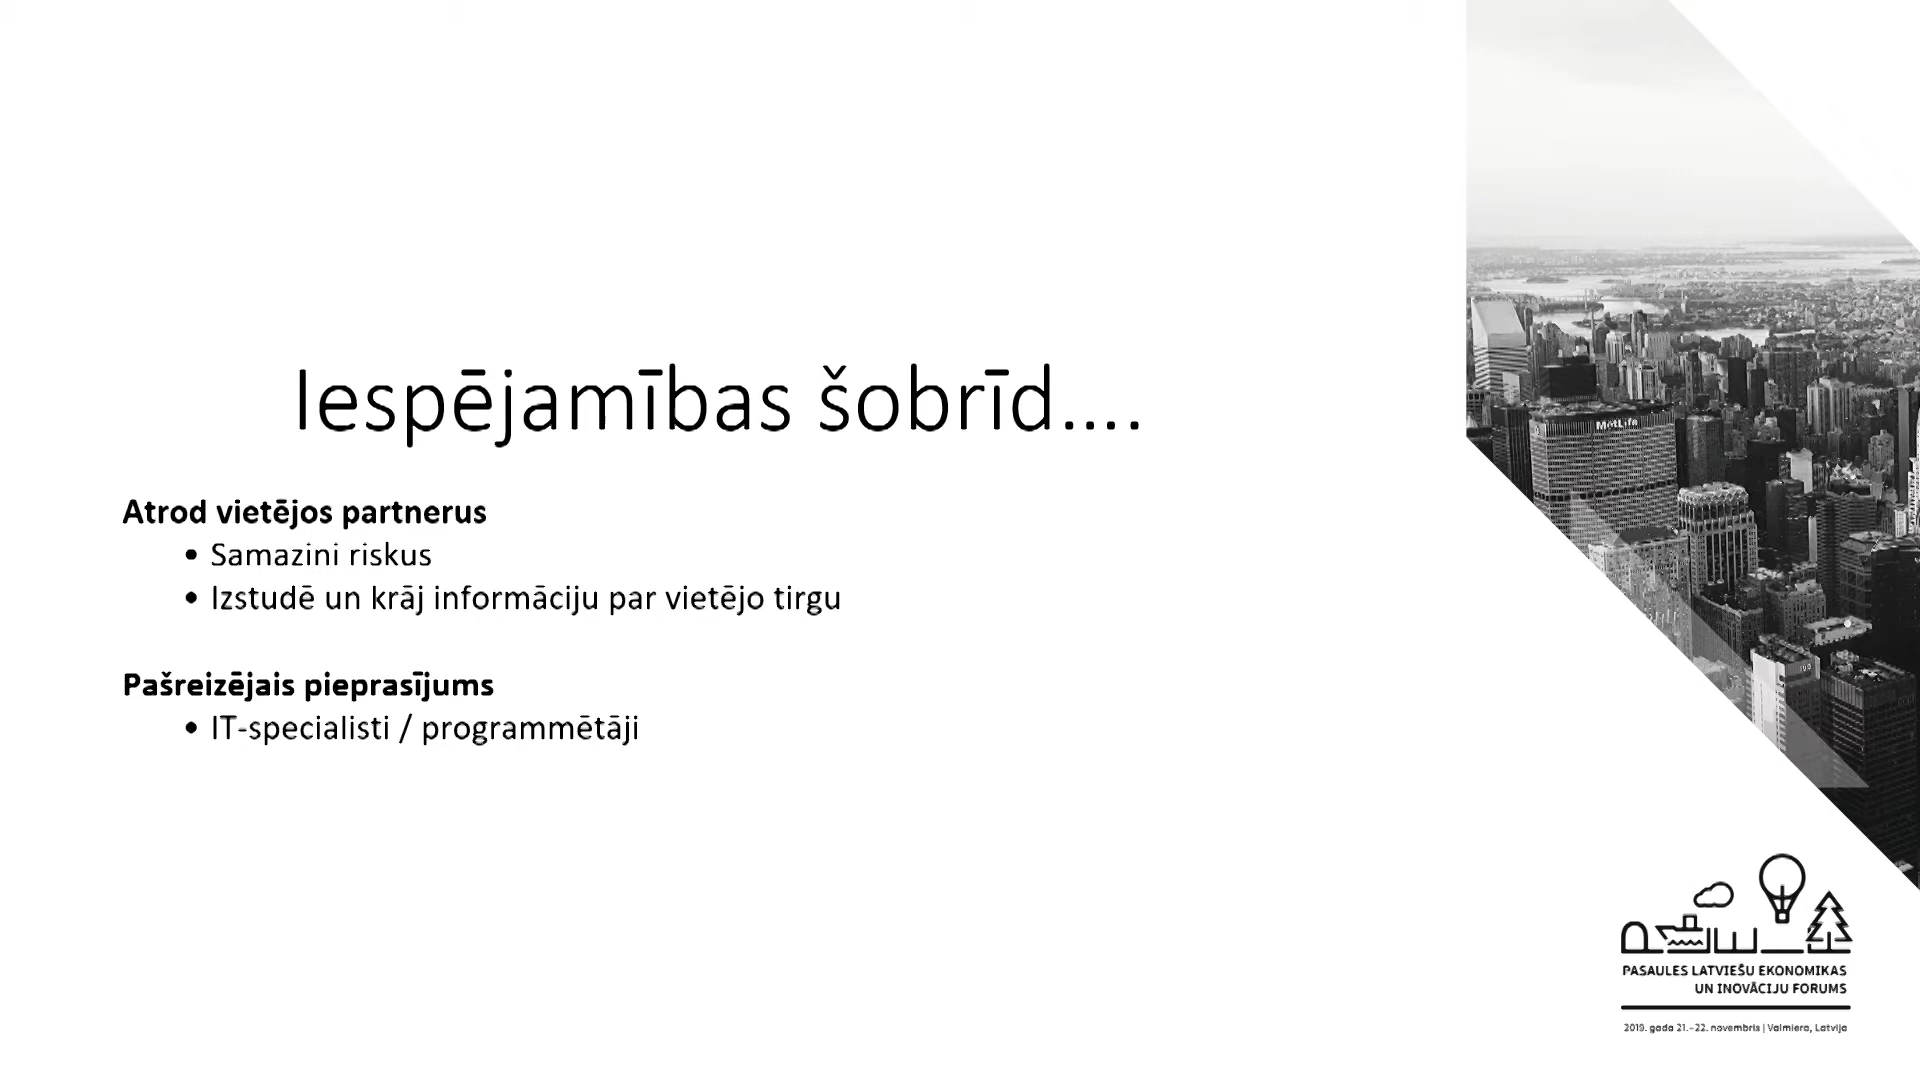 Iespējamības šobrīd....
Atrod vietējos partnerus
• Samazini riskus
• Izstudē un krāj informāciju par vietējo tirgu
Pašreizējais pieprasījums
• IT-specialisti / programmētāji
MetLife
PASAULES LATVIEŠU EKONOMIKAS
UN INOVĀCIJU FORUMS
2019. gada 21.-22. novembris | Valmiera, Latvija